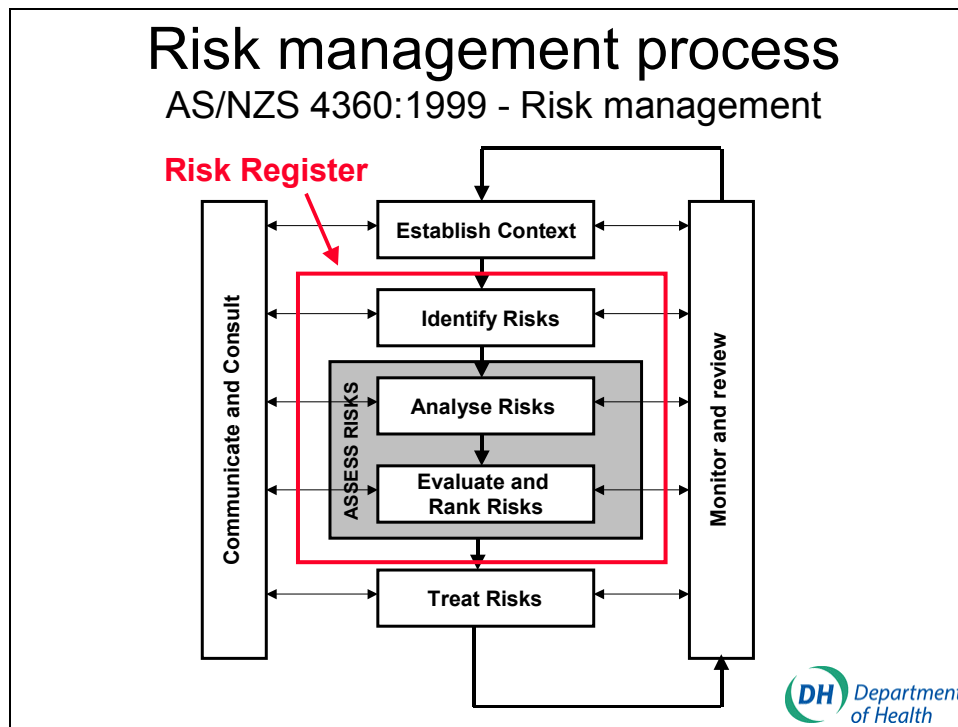 Risk management process
AS/NZS 4360:1999 - Risk management
Risk Register
Establish Context
Identify Risks
ASSESS RISKS
Analyse Risks
Evaluate and
Rank Risks
Treat Risks
Communicate and Consult
Monitor and review
DH Department
of Health